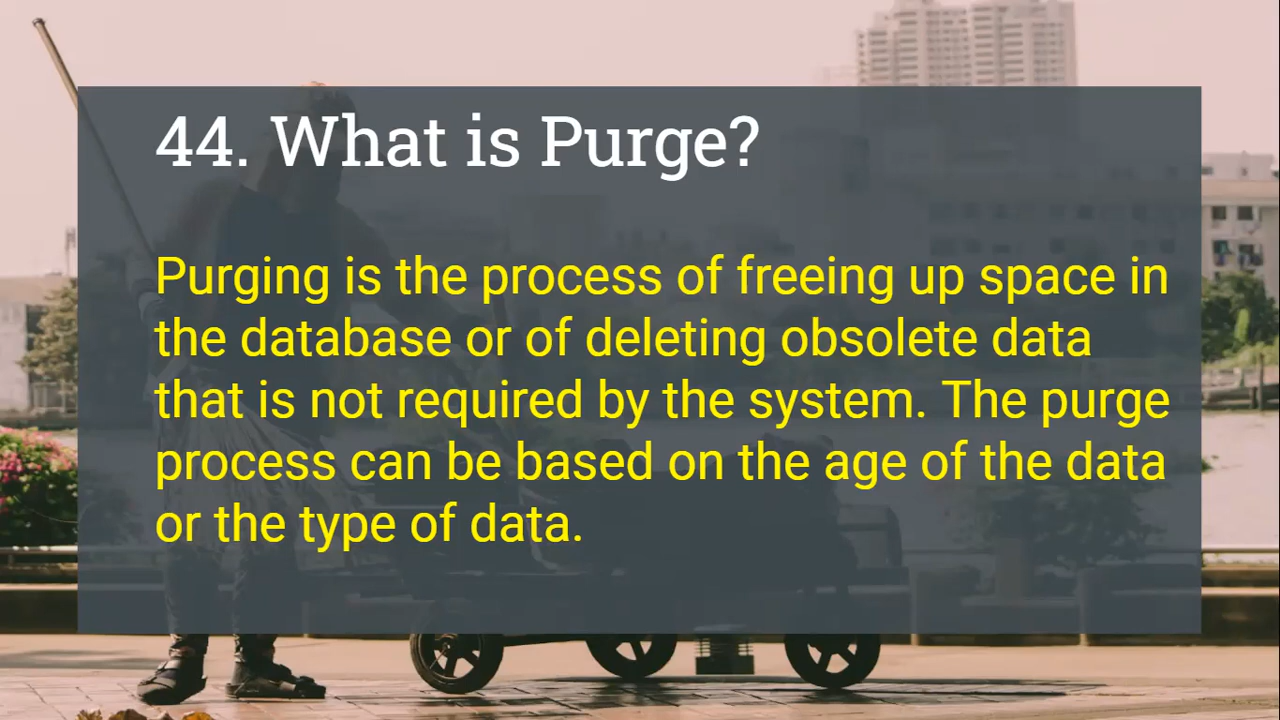 44. What is Purge?
Purging is the process of freeing up space in
the database or of deleting obsolete data
that is not required by the system. The purge
process can be based on the age of the data
or the type of data.